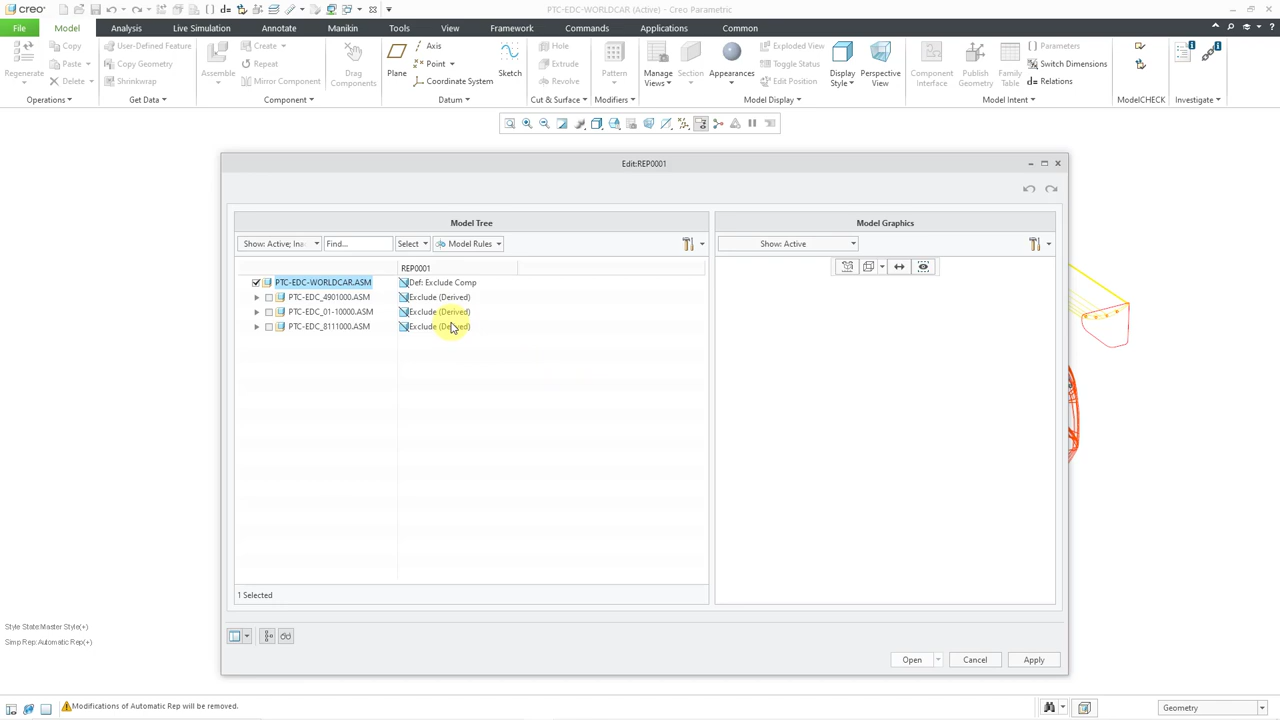 creo
PTC-EDC-WORLDCAR (Active) - Creo Parametric
File Model Analysis Live Simulation Annotate Manikin Tools View Framework Commands Applications Common
Regenerate
Copy
Paste
Delete
Operations
User-Defined Feature
Copy Geometry
Shrinkwrap
Get Data
Assemble
Create
Repeat
Mirror Component
Component
Drag Components
Plane
Axis
Point
Coordinate System
Sketch
Datum
Hole
Extrude
Revolve
Cut & Surface
Pattern
Modifiers
Manage Views
Section
Appearances
Exploded View
Toggle Status
Edit Position
Display Style
Perspective View
Model Display
Component Interface
Publish Geometry
Family Table
Parameters
Switch Dimensions
d= Relations
Model Intent
ModelCHECK
Investigate
Edit:REP0001
Model Tree
Model Graphics
Show: Active; Ina
Find...
Select
Model Rules
Show: Active
REP0001
PTC-EDC-WORLDCAR.ASM Def: Exclude Comp
PTC-EDC_4901000.ASM Exclude (Derived)
PTC-EDC_01-10000.ASM Exclude (Derived)
PTC-EDC_8111000.ASM Exclude (Derived)
1 Selected
Open Cancel Apply
Style State:Master Style(+)
Simp Rep:Automatic Rep(+)
Modifications of Automatic Rep will be removed.
Geometry